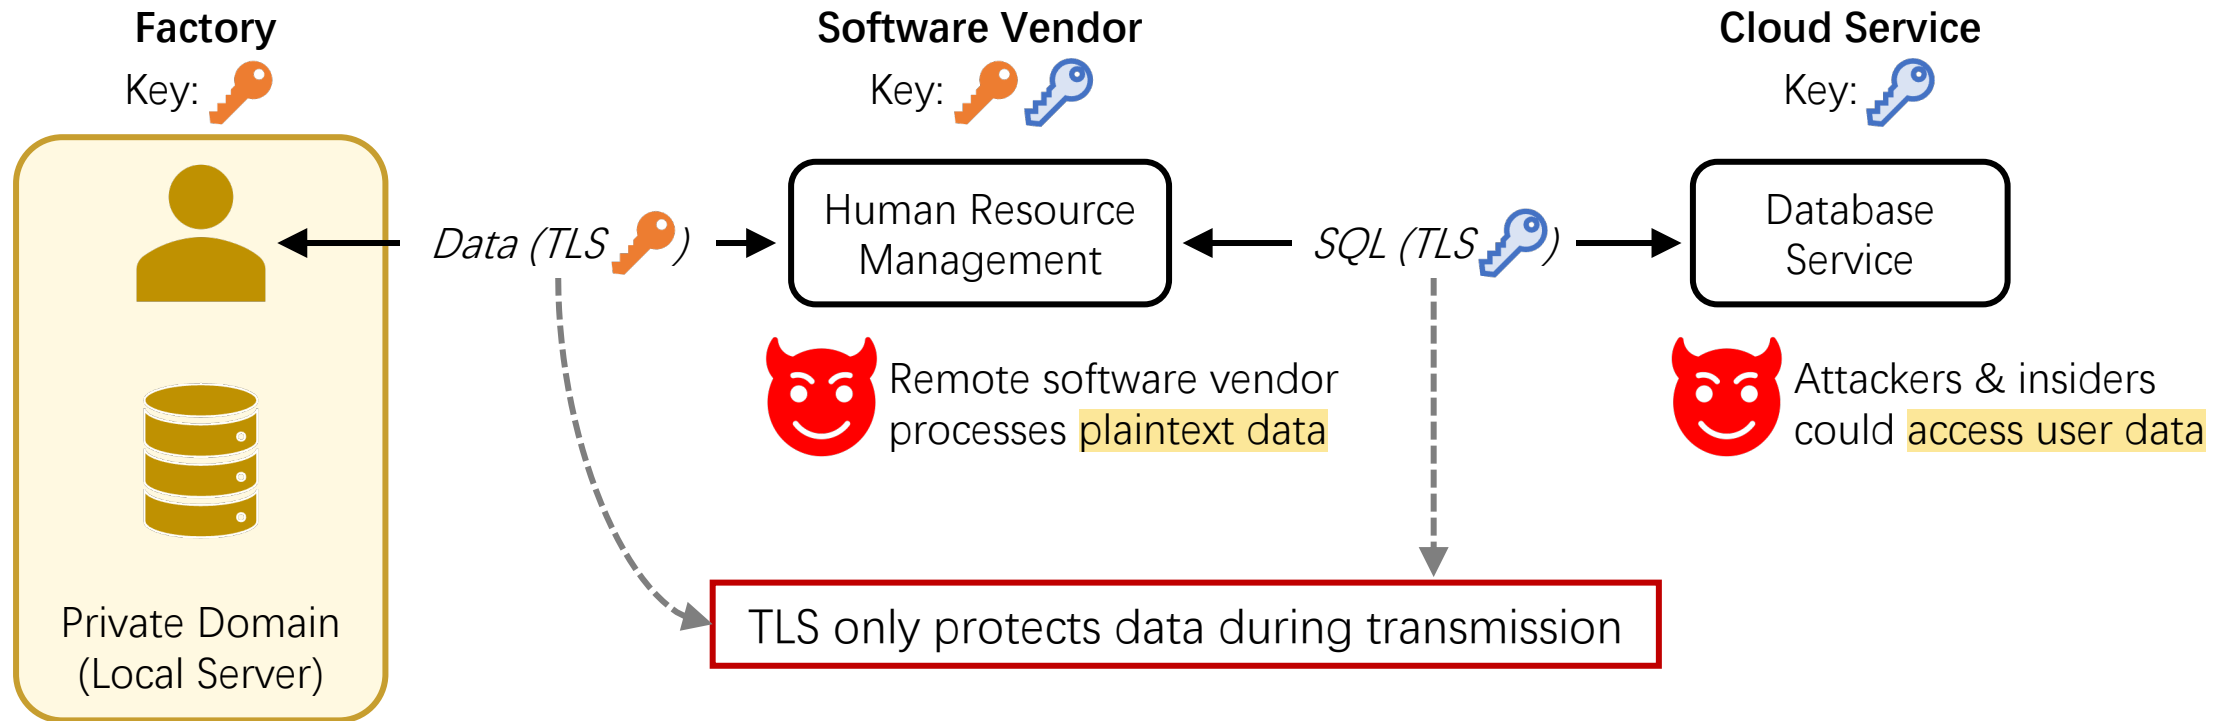 Factory
Key:
Software Vendor
Key:
Cloud Service
Key:
Data (TLS )
Human Resource
Management
SQL (TLS )
Database
Service
Remote software vendor
processes plaintext data
Attackers & insiders
could access user data
Private Domain
(Local Server)
TLS only protects data during transmission